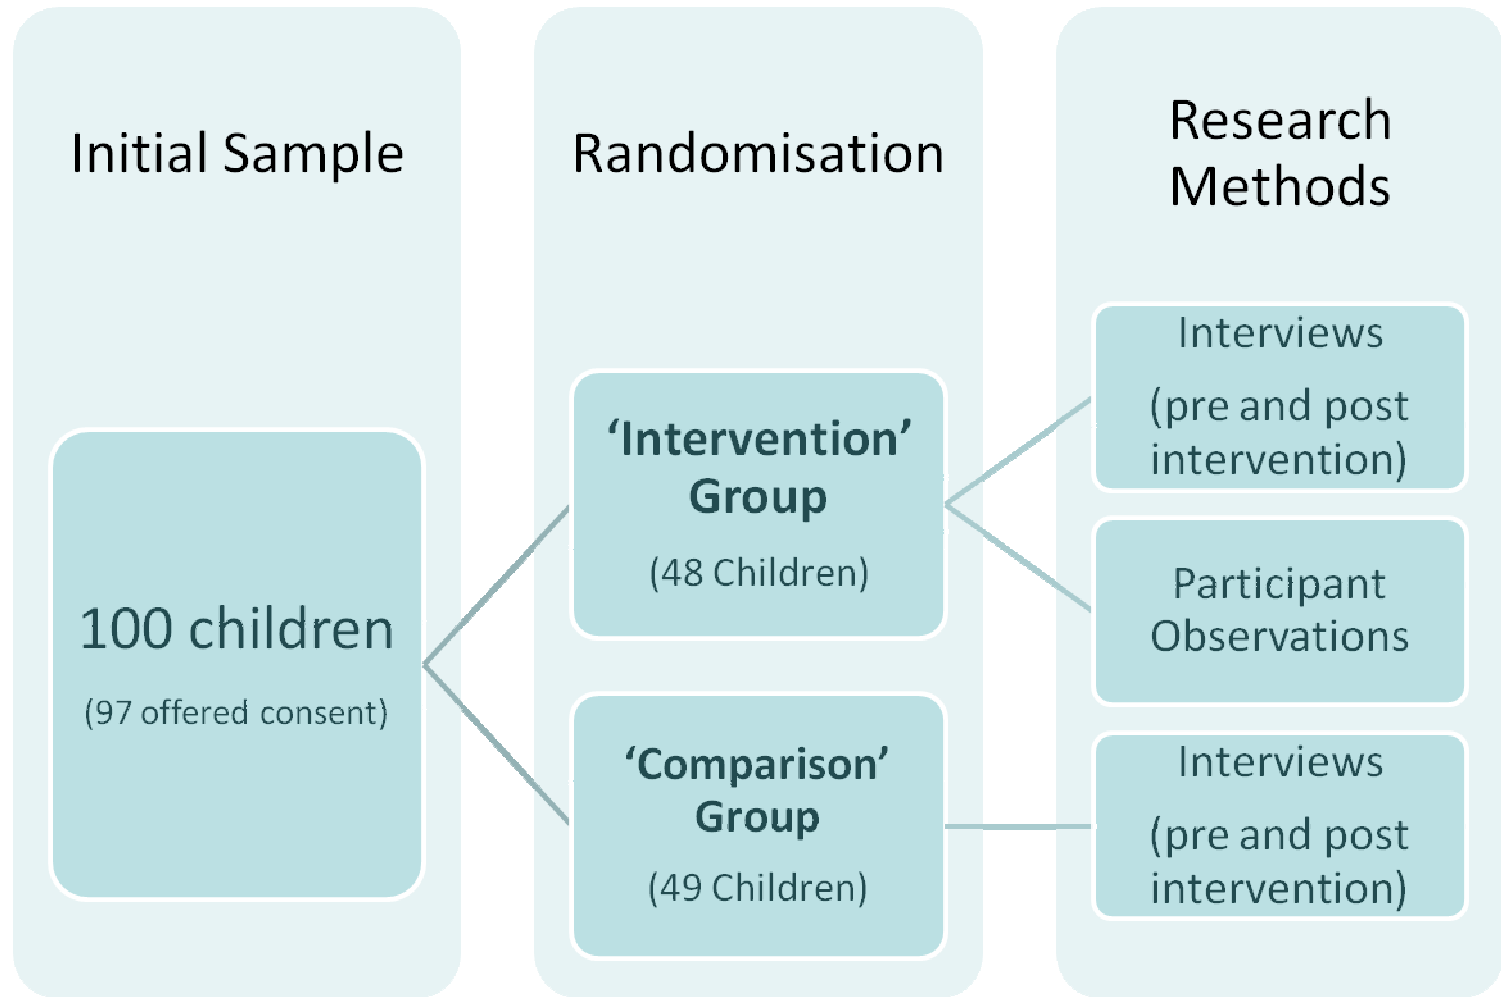 Initial Sample
100 children
(97 offered consent)
Randomisation
‘Intervention’
Group
(48 Children)
‘Comparison’
Group
(49 Children)
Research
Methods
Interviews
(pre and post
intervention)
Participant
Observations
Interviews
(pre and post
intervention)